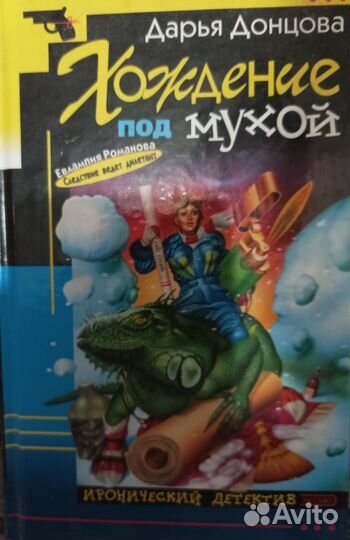 Дарья Донцова
Хождение
под мухой
Евлампия Романова
Следствие ведет дилетант
ИРОНИЧЕСКИЙ ДЕТЕКТИВ
Avito